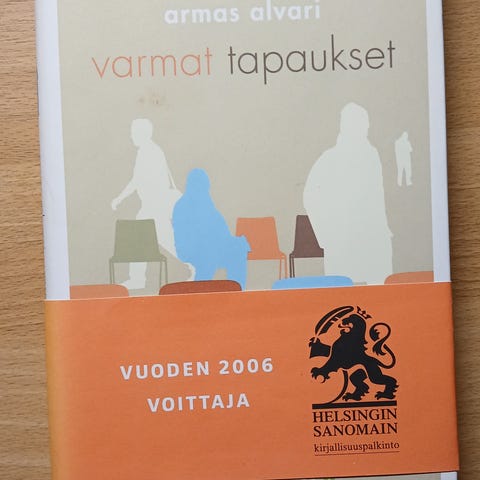 armas alvari
varmat tapaukset
VUODEN 2006
VOITTAJA
HELSINGIN
SANOMAIN
kirjallisuuspalkinto